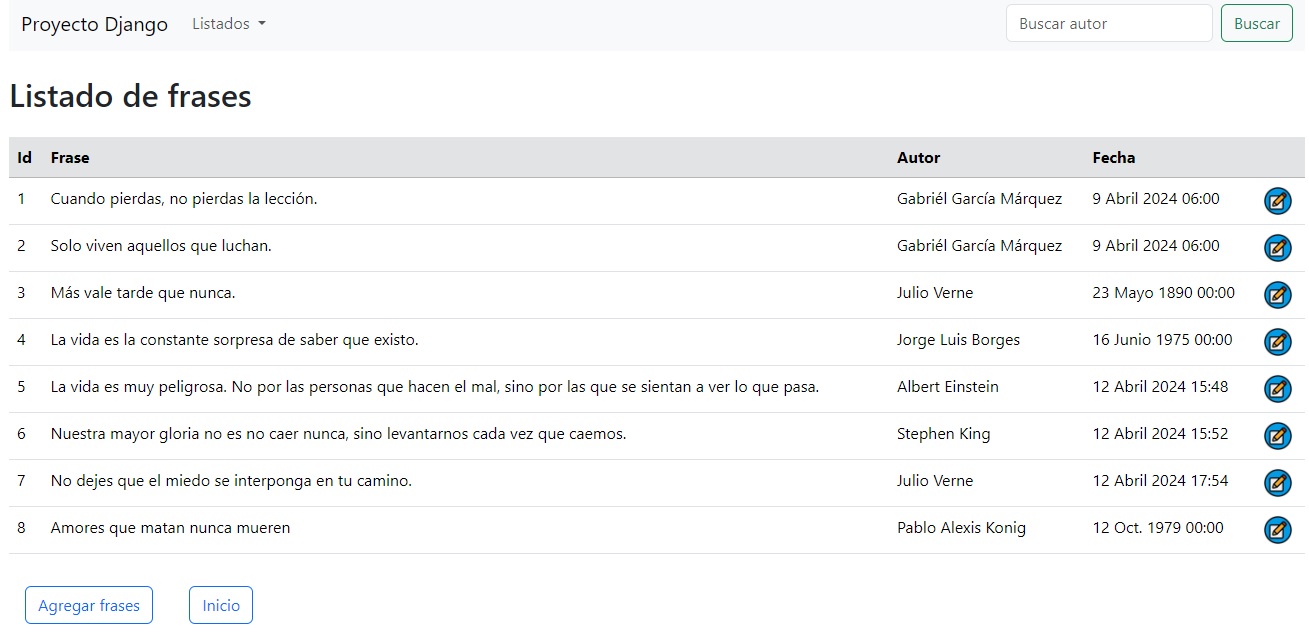 Proyecto Django Listados Buscar autor Buscar
Listado de frases
Id Frase Autor Fecha
1 Cuando pierdas, no pierdas la lección. Gabriél García Márquez 9 Abril 2024 06:00
2 Solo viven aquellos que luchan. Gabriél García Márquez 9 Abril 2024 06:00
3 Más vale tarde que nunca. Julio Verne 23 Mayo 1890 00:00
4 La vida es la constante sorpresa de saber que existo. Jorge Luis Borges 16 Junio 1975 00:00
5 La vida es muy peligrosa. No por las personas que hacen el mal, sino por las que se sientan a ver lo que pasa. Albert Einstein 12 Abril 2024 15:48
6 Nuestra mayor gloria no es no caer nunca, sino levantarnos cada vez que caemos. Stephen King 12 Abril 2024 15:52
7 No dejes que el miedo se interponga en tu camino. Julio Verne 12 Abril 2024 17:54
8 Amores que matan nunca mueren Pablo Alexis Konig 12 Oct. 1979 00:00
Agregar frases Inicio